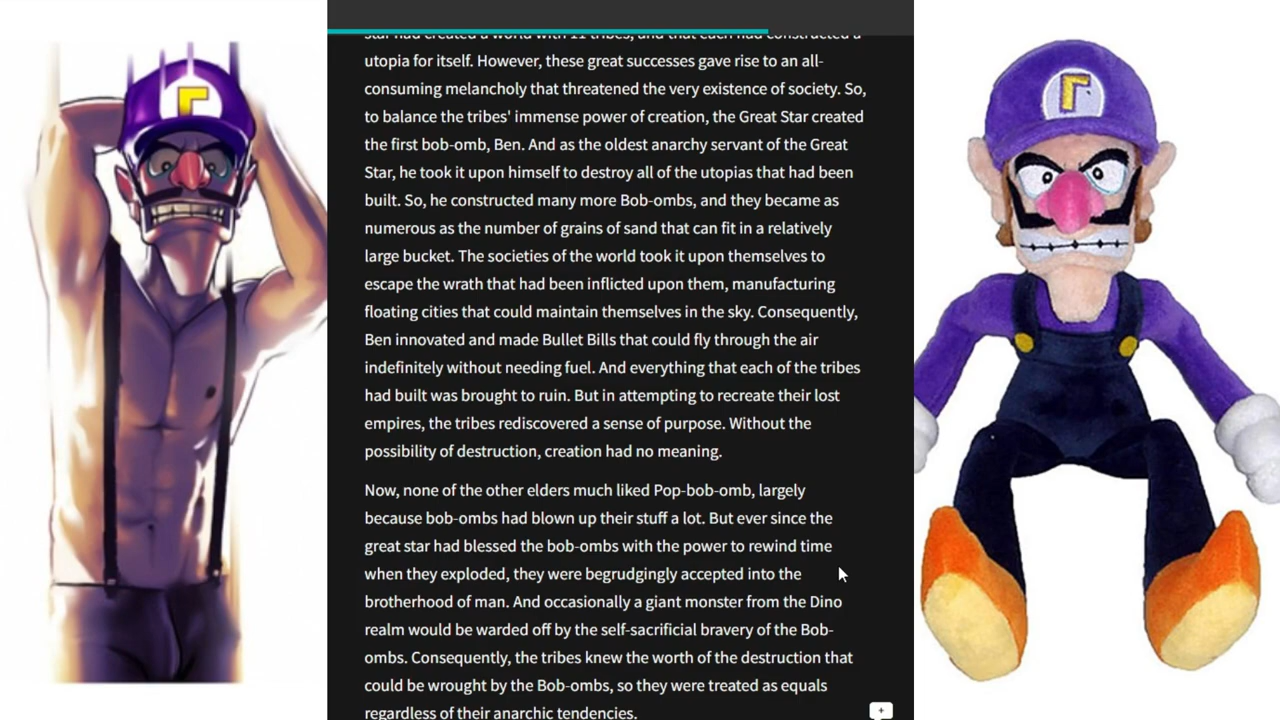 star had created a world with 11 tribes, and that each had constructed a
utopia for itself. However, these great successes gave rise to an all-
consuming melancholy that threatened the very existence of society. So,
to balance the tribes' immense power of creation, the Great Star created
the first bob-omb, Ben. And as the oldest anarchy servant of the Great
Star, he took it upon himself to destroy all of the utopias that had been
built. So, he constructed many more Bob-ombs, and they became as
numerous as the number of grains of sand that can fit in a relatively
large bucket. The societies of the world took it upon themselves to
escape the wrath that had been inflicted upon them, manufacturing
floating cities that could maintain themselves in the sky. Consequently,
Ben innovated and made Bullet Bills that could fly through the air
indefinitely without needing fuel. And everything that each of the tribes
had built was brought to ruin. But in attempting to recreate their lost
empires, the tribes rediscovered a sense of purpose. Without the
possibility of destruction, creation had no meaning.
Now, none of the other elders much liked Pop-bob-omb, largely
because bob-ombs had blown up their stuff a lot. But ever since the
great star had blessed the bob-ombs with the power to rewind time
when they exploded, they were begrudgingly accepted into the
brotherhood of man. And occasionally a giant monster from the Dino
realm would be warded off by the self-sacrificial bravery of the Bob-
ombs. Consequently, the tribes knew the worth of the destruction that
could be wrought by the Bob-ombs, so they were treated as equals
regardless of their anarchic tendencies.